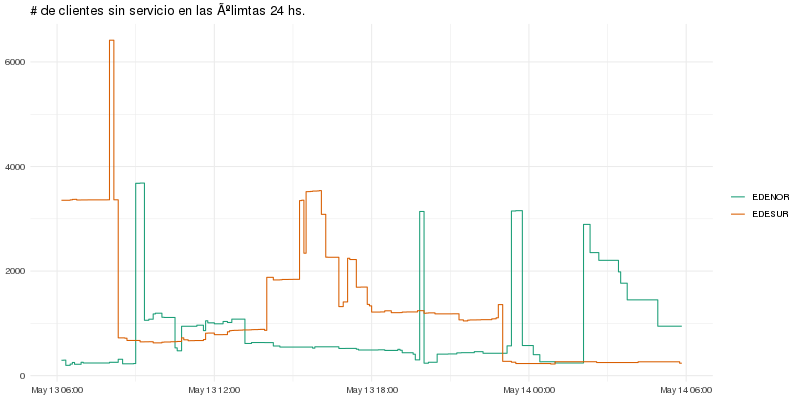 # de clientes sin servicio en las Ãºlimtas 24 hs.
6000
4000
2000
0
May 13 06:00
May 13 12:00
May 13 18:00
May 14 00:00
May 14 06:00
EDENOR
EDESUR